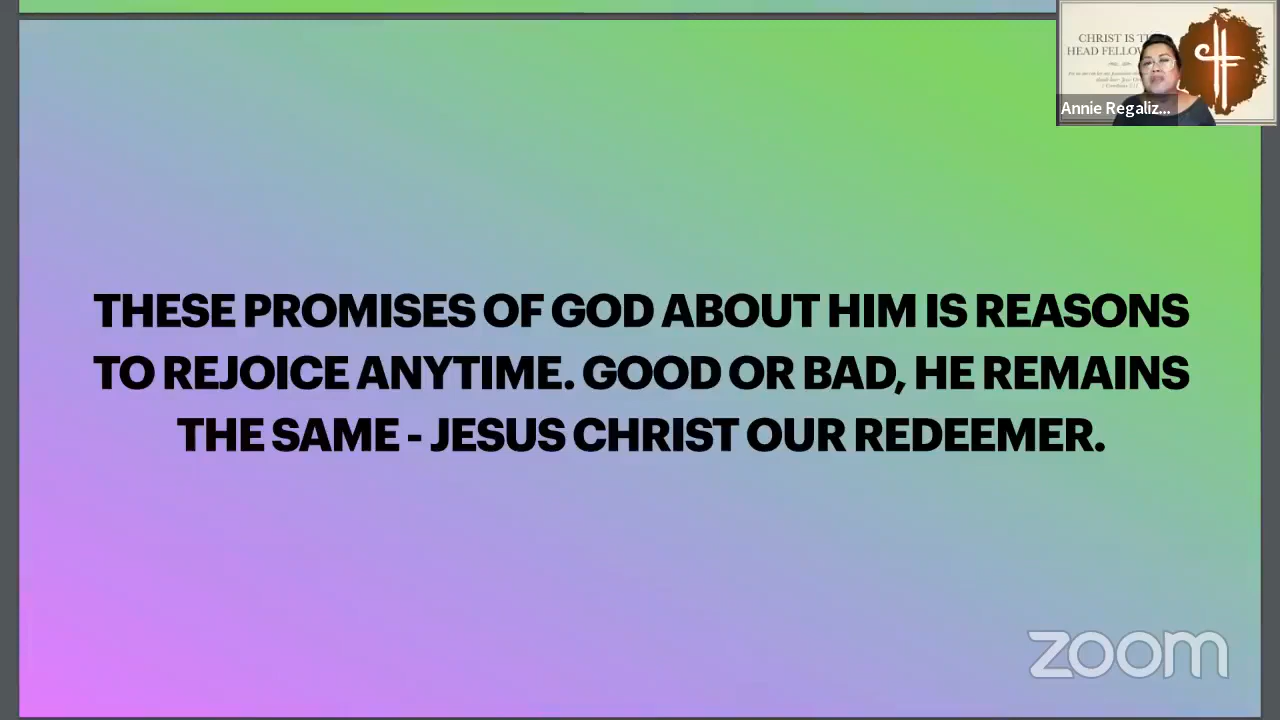 CHRIST IS THE
HEAD FELLOW
Annie Regaliz...
THESE PROMISES OF GOD ABOUT HIM IS REASONS
TO REJOICE ANYTIME. GOOD OR BAD, HE REMAINS
THE SAME - JESUS CHRIST OUR REDEEMER.
zoom